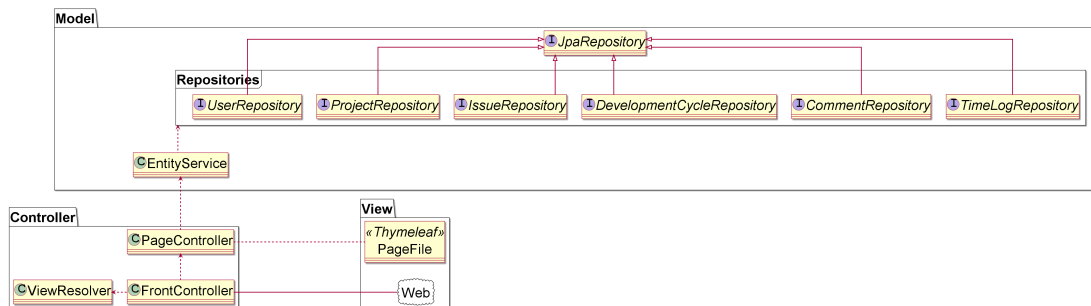 Model
I JpaRepository
Repositories
I UserRepository
I ProjectRepository
I IssueRepository
I DevelopmentCycleRepository
I CommentRepository
I TimeLogRepository
C EntityService
Controller
View
C PageController
«Thymeleaf»
PageFile
C ViewResolver
C FrontController
Web